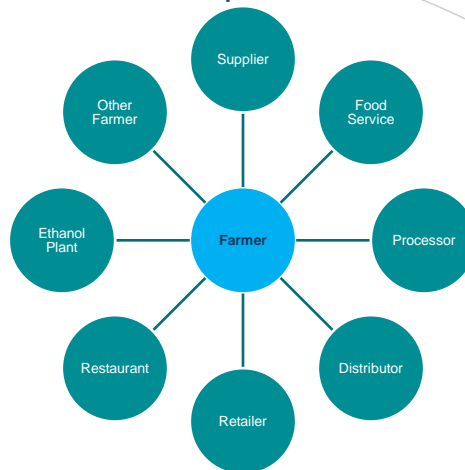 Supplier
Other
Farmer
Food
Service
Ethanol
Plant
Farmer
Processor
Restaurant
Distributor
Retailer